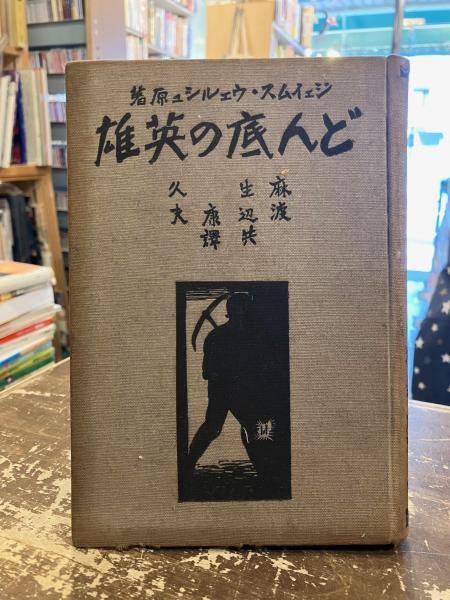 ジェイムス・ウェルシュ原著
どん底の英雄
麻生久
渡辺康夫
共譯